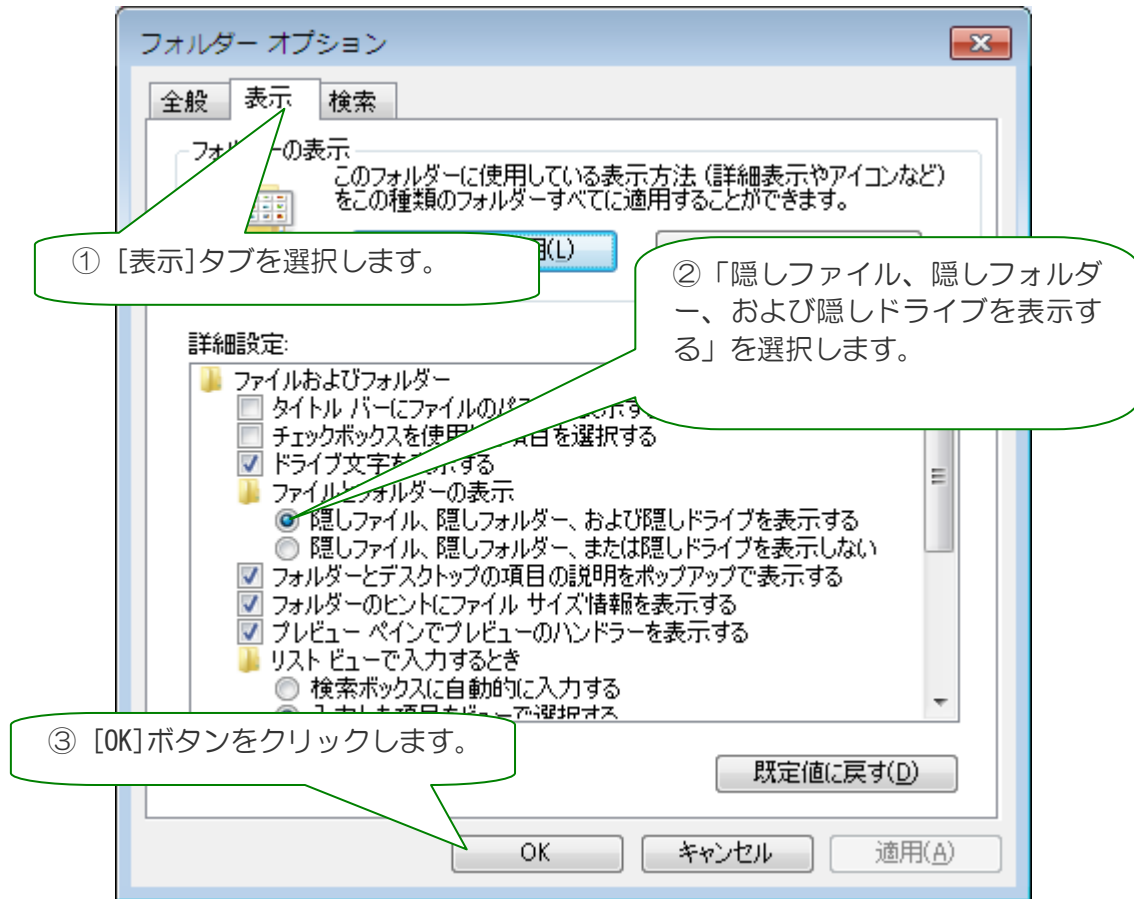 フォルダー オプション
全般 表示 検索
フォルダーの表示
このフォルダーに使用している表示方法 (詳細表示やアイコンなど)
をこの種類のフォルダーすべてに適用することができます。
用(L)
① [表示]タブを選択します。
②「隠しファイル、隠しフォルダ
ー、および隠しドライブを表示す
る」を選択します。
詳細設定:
ファイルおよびフォルダー
タイトル バーにファイルのパス
チェックボックスを使用 項目を選択する
ドライブ文字を表示する
ファイルとフォルダーの表示
隠しファイル、隠しフォルダー、および隠しドライブを表示する
隠しファイル、隠しフォルダー、または隠しドライブを表示しない
フォルダーとデスクトップの項目の説明をポップアップで表示する
フォルダーのヒントにファイル サイズ情報を表示する
プレビュー ペインでプレビューのハンドラーを表示する
リスト ビューで入力するとき
検索ボックスに自動的に入力する
入力した項目をビューで選択する
③ [OK]ボタンをクリックします。
既定値に戻す(D)
OK キャンセル 適用(A)